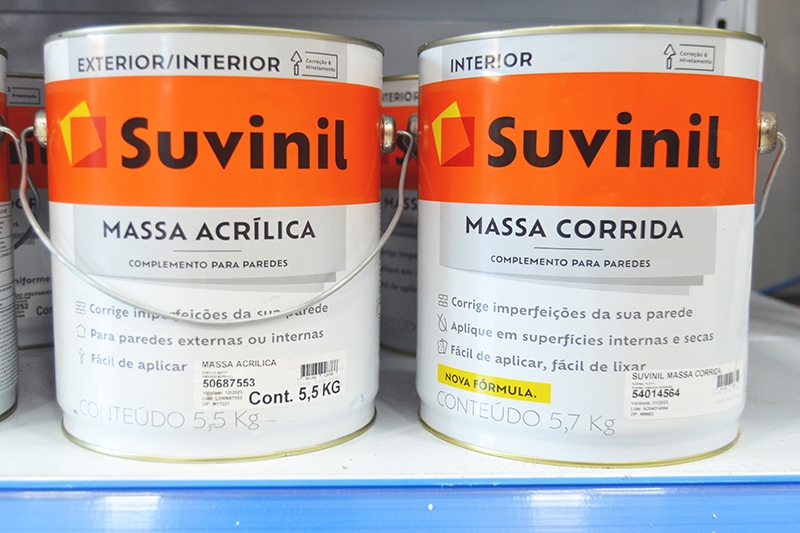 EXTERIOR/INTERIOR
Correção &
Nivelamento
Suvinil
MASSA ACRÍLICA
COMPLEMENTO PARA PAREDES
Corrige imperfeições da sua parede
Para paredes externas ou internas
Fácil de aplicar
MASSA ACRILICA
50687553
Cont. 5,5 KG
CONTEÚDO 5,5 Kg
INTERIOR
Correção &
Nivelamento
Suvinil
MASSA CORRIDA
COMPLEMENTO PARA PAREDES
Corrige imperfeições da sua parede
Aplique em superfícies internas e secas
Fácil de aplicar, fácil de lixar
NOVA FÓRMULA.
SUVINIL MASSA CORRIDA
54014564
CONTEÚDO 5,7 Kg